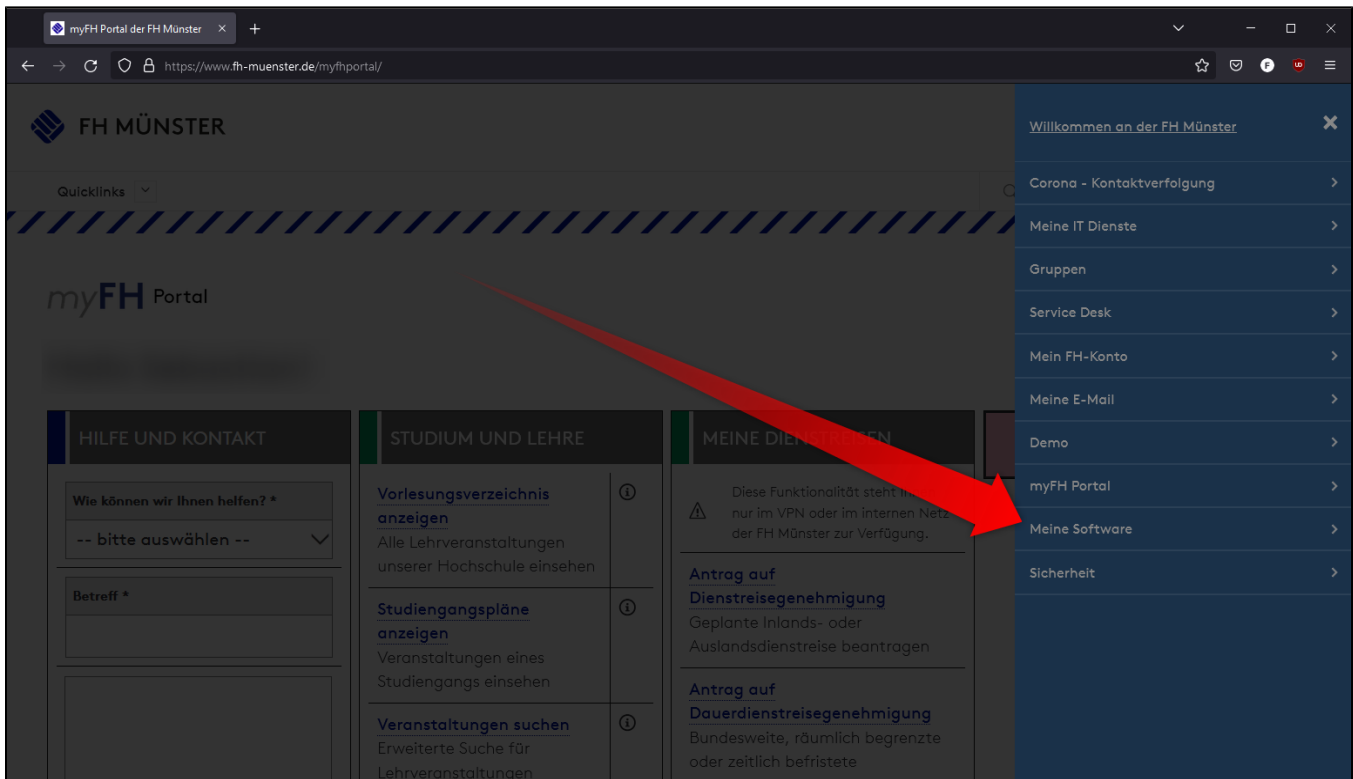 myFH Portal der FH Münster
https://www.fh-muenster.de/myfhportal/
FH MÜNSTER
Quicklinks
myFH Portal
HILFE UND KONTAKT
Wie können wir Ihnen helfen? *
-- bitte auswählen --
Betreff *
STUDIUM UND LEHRE
Vorlesungsverzeichnis
anzeigen
Alle Lehrveranstaltungen
unserer Hochschule einsehen
Studiengangspläne
anzeigen
Veranstaltungen eines
Studiengangs einsehen
Veranstaltungen suchen
Erweiterte Suche für
Lehrveranstaltungen
MEINE DIENSTREISEN
Diese Funktionalität steht
nur im VPN oder im internen Netz
der FH Münster zur Verfügung.
Antrag auf
Dienstreisegenehmigung
Geplante Inlands- oder
Auslandsdienstreise beantragen
Antrag auf
Dauerdienstreisegenehmigung
Bundesweite, räumlich begrenzte
oder zeitlich befristete
Willkommen an der FH Münster
Corona - Kontaktverfolgung
Meine IT Dienste
Gruppen
Service Desk
Mein FH-Konto
Meine E-Mail
Demo
myFH Portal
Meine Software
Sicherheit